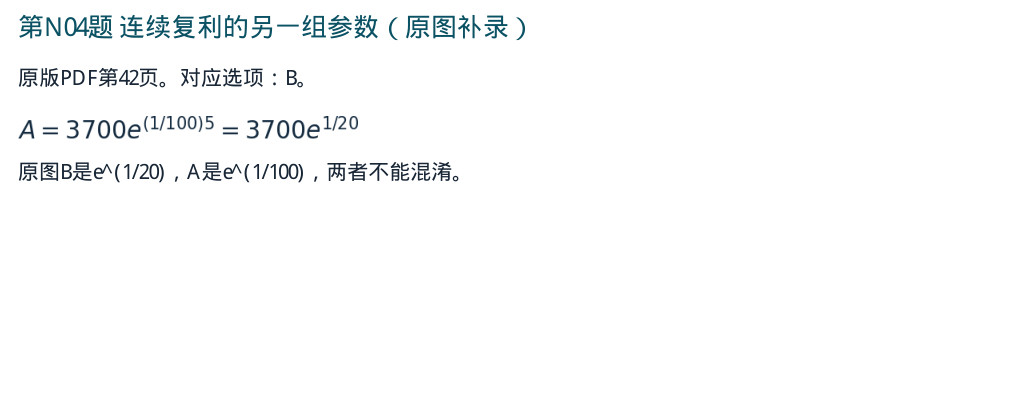 第N04题 连续复利的另一组参数（原图补录）
原版PDF第42页。对应选项：B。
A = 3700e^{(1/100)5} = 3700e^{1/20}
原图B是e^(1/20)，A是e^(1/100)，两者不能混淆。